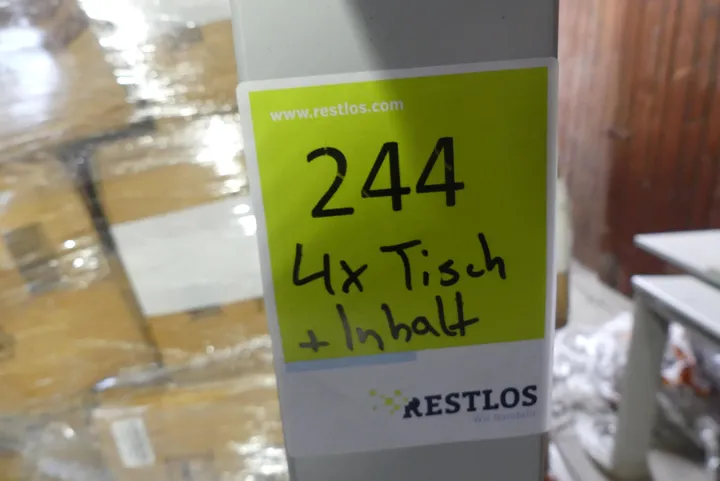 www.restlos.com
244
4x Tisch
+ Inhalt
RESTLOS